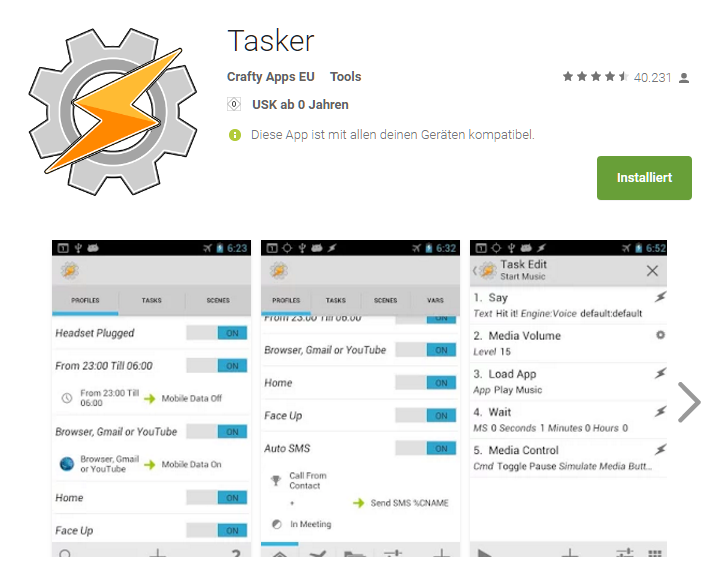 Tasker
Crafty Apps EU Tools
40.231
USK ab 0 Jahren
Diese App ist mit allen deinen Geräten kompatibel.
Installiert
6:23
PROFILES TASKS SCENES
Headset Plugged ON
From 23:00 Till 06:00 ON
From 23:00 Till
06:00
Mobile Data Off
Browser, Gmail or YouTube ON
Browser, Gmail
or YouTube
Mobile Data On
Home ON
Face Up ON
?
6:32
PROFILES TASKS SCENES VARS
From 23:00 Till 06:00
Browser, Gmail or YouTube ON
Home ON
Face Up ON
Auto SMS ON
Call From
Contact
+
Send SMS %CNAME
In Meeting
6:52
Task Edit
Start Music
1. Say
Text Hit it! Engine:Voice default:default
2. Media Volume
Level 15
3. Load App
App Play Music
4. Wait
MS 0 Seconds 1 Minutes 0 Hours 0
5. Media Control
Cmd Toggle Pause Simulate Media Butt...